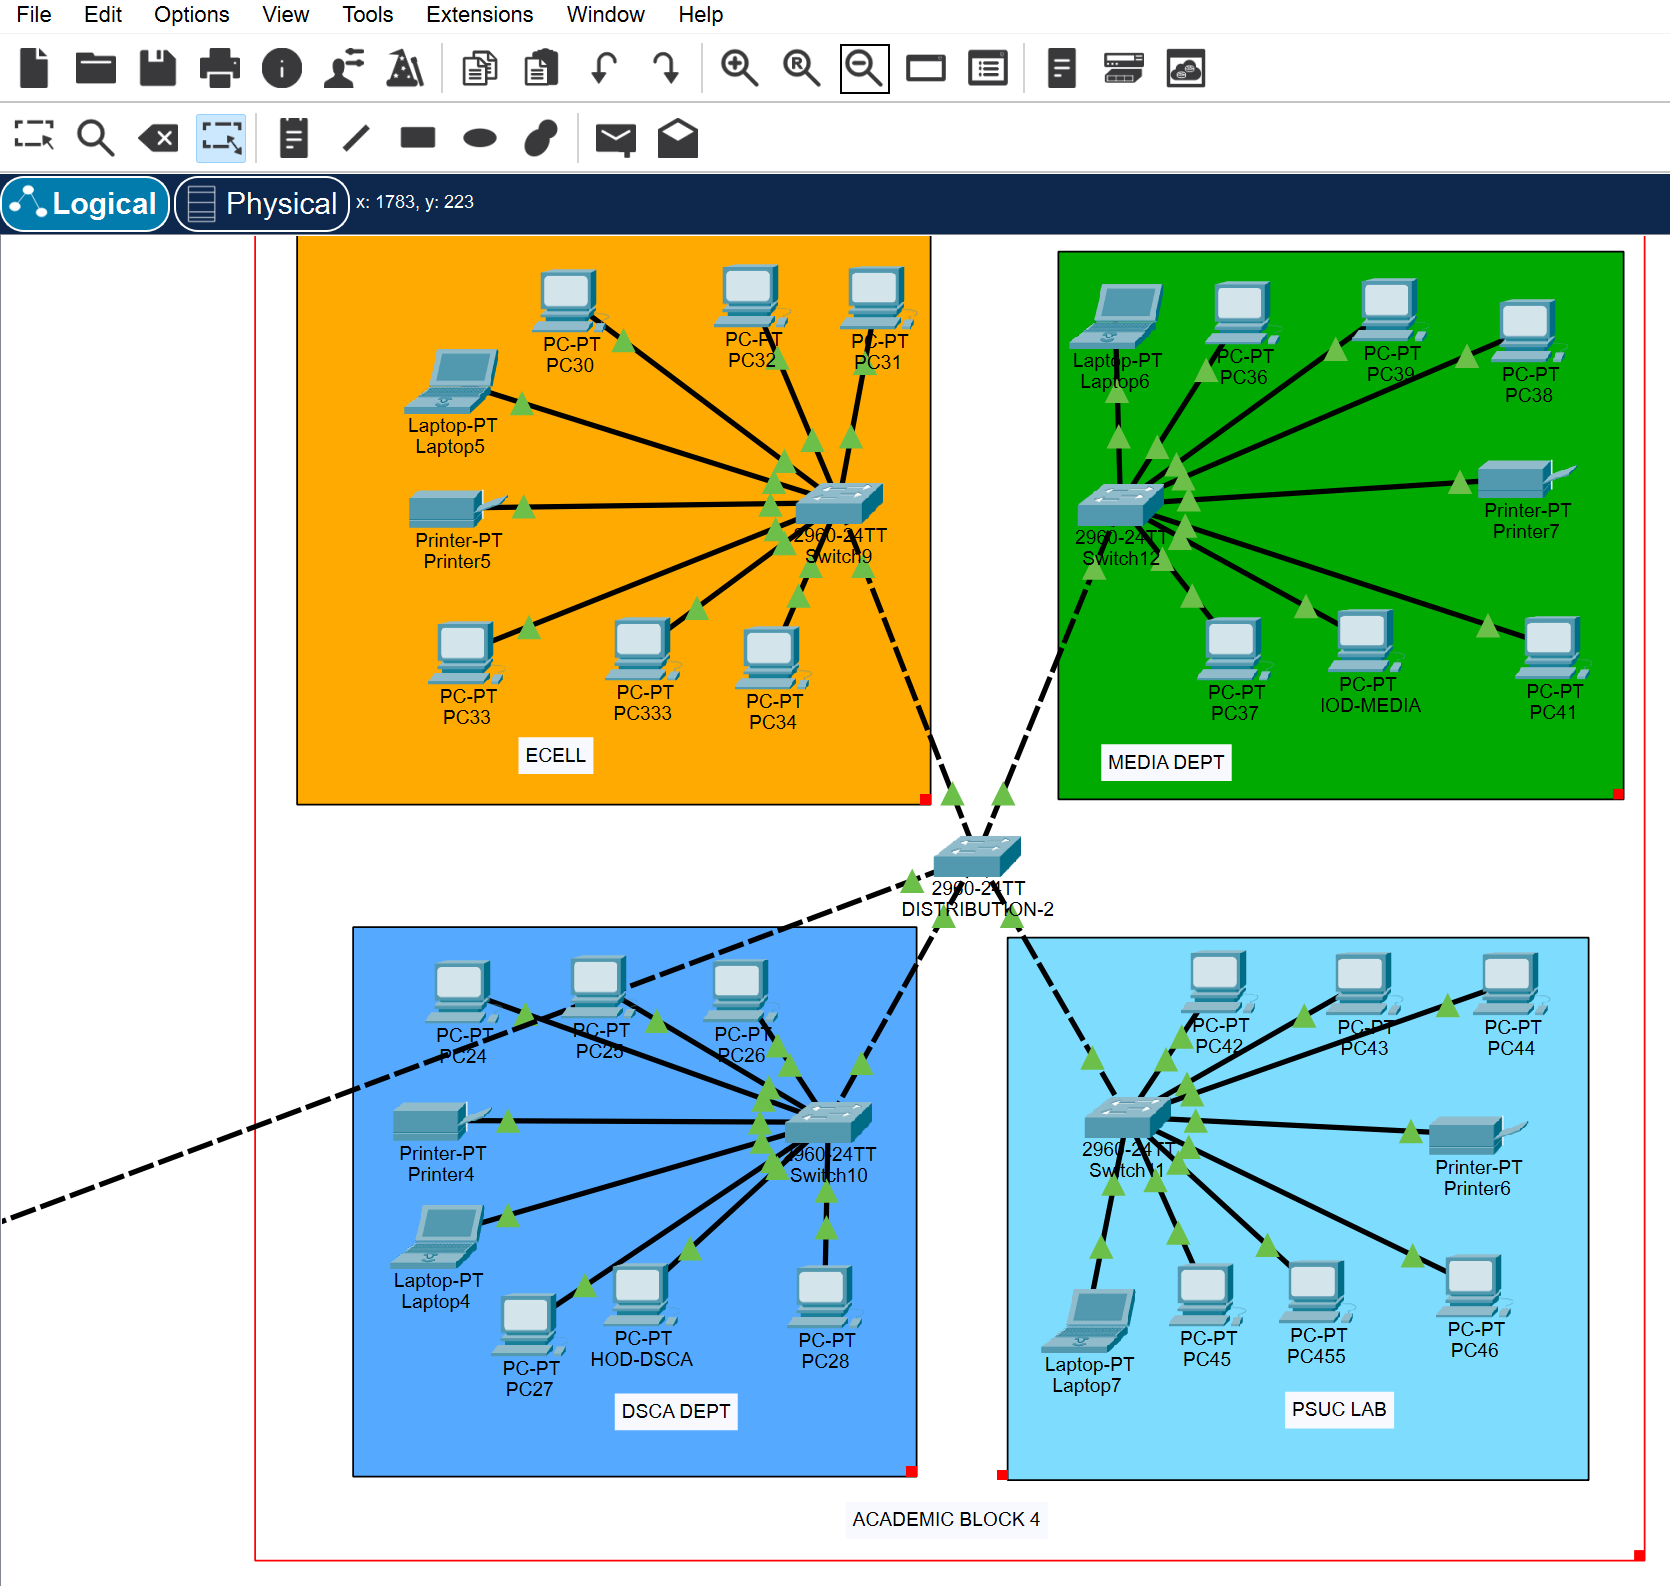 File Edit Options View Tools Extensions Window Help
Logical Physical x: 1783, y: 223
PC-PT
PC30
PC-PT
PC32
PC-PT
PC31
Laptop-PT
Laptop5
Printer-PT
Printer5
2960-24TT
Switch9
PC-PT
PC33
PC-PT
PC333
PC-PT
PC34
ECELL
Laptop-PT
Laptop6
PC-PT
PC36
PC-PT
PC39
PC-PT
PC38
Printer-PT
Printer7
2960-24TT
Switch12
PC-PT
PC37
PC-PT
IOD-MEDIA
PC-PT
PC41
MEDIA DEPT
2960-24TT
DISTRIBUTION-2
PC-PT
PC24
PC-PT
PC25
PC-PT
PC26
Printer-PT
Printer4
2960-24TT
Switch10
Laptop-PT
Laptop4
PC-PT
PC27
PC-PT
HOD-DSCA
PC-PT
PC28
DSCA DEPT
PC-PT
PC42
PC-PT
PC43
PC-PT
PC44
2960-24TT
Switch11
Printer-PT
Printer6
Laptop-PT
Laptop7
PC-PT
PC45
PC-PT
PC455
PC-PT
PC46
PSUC LAB
ACADEMIC BLOCK 4